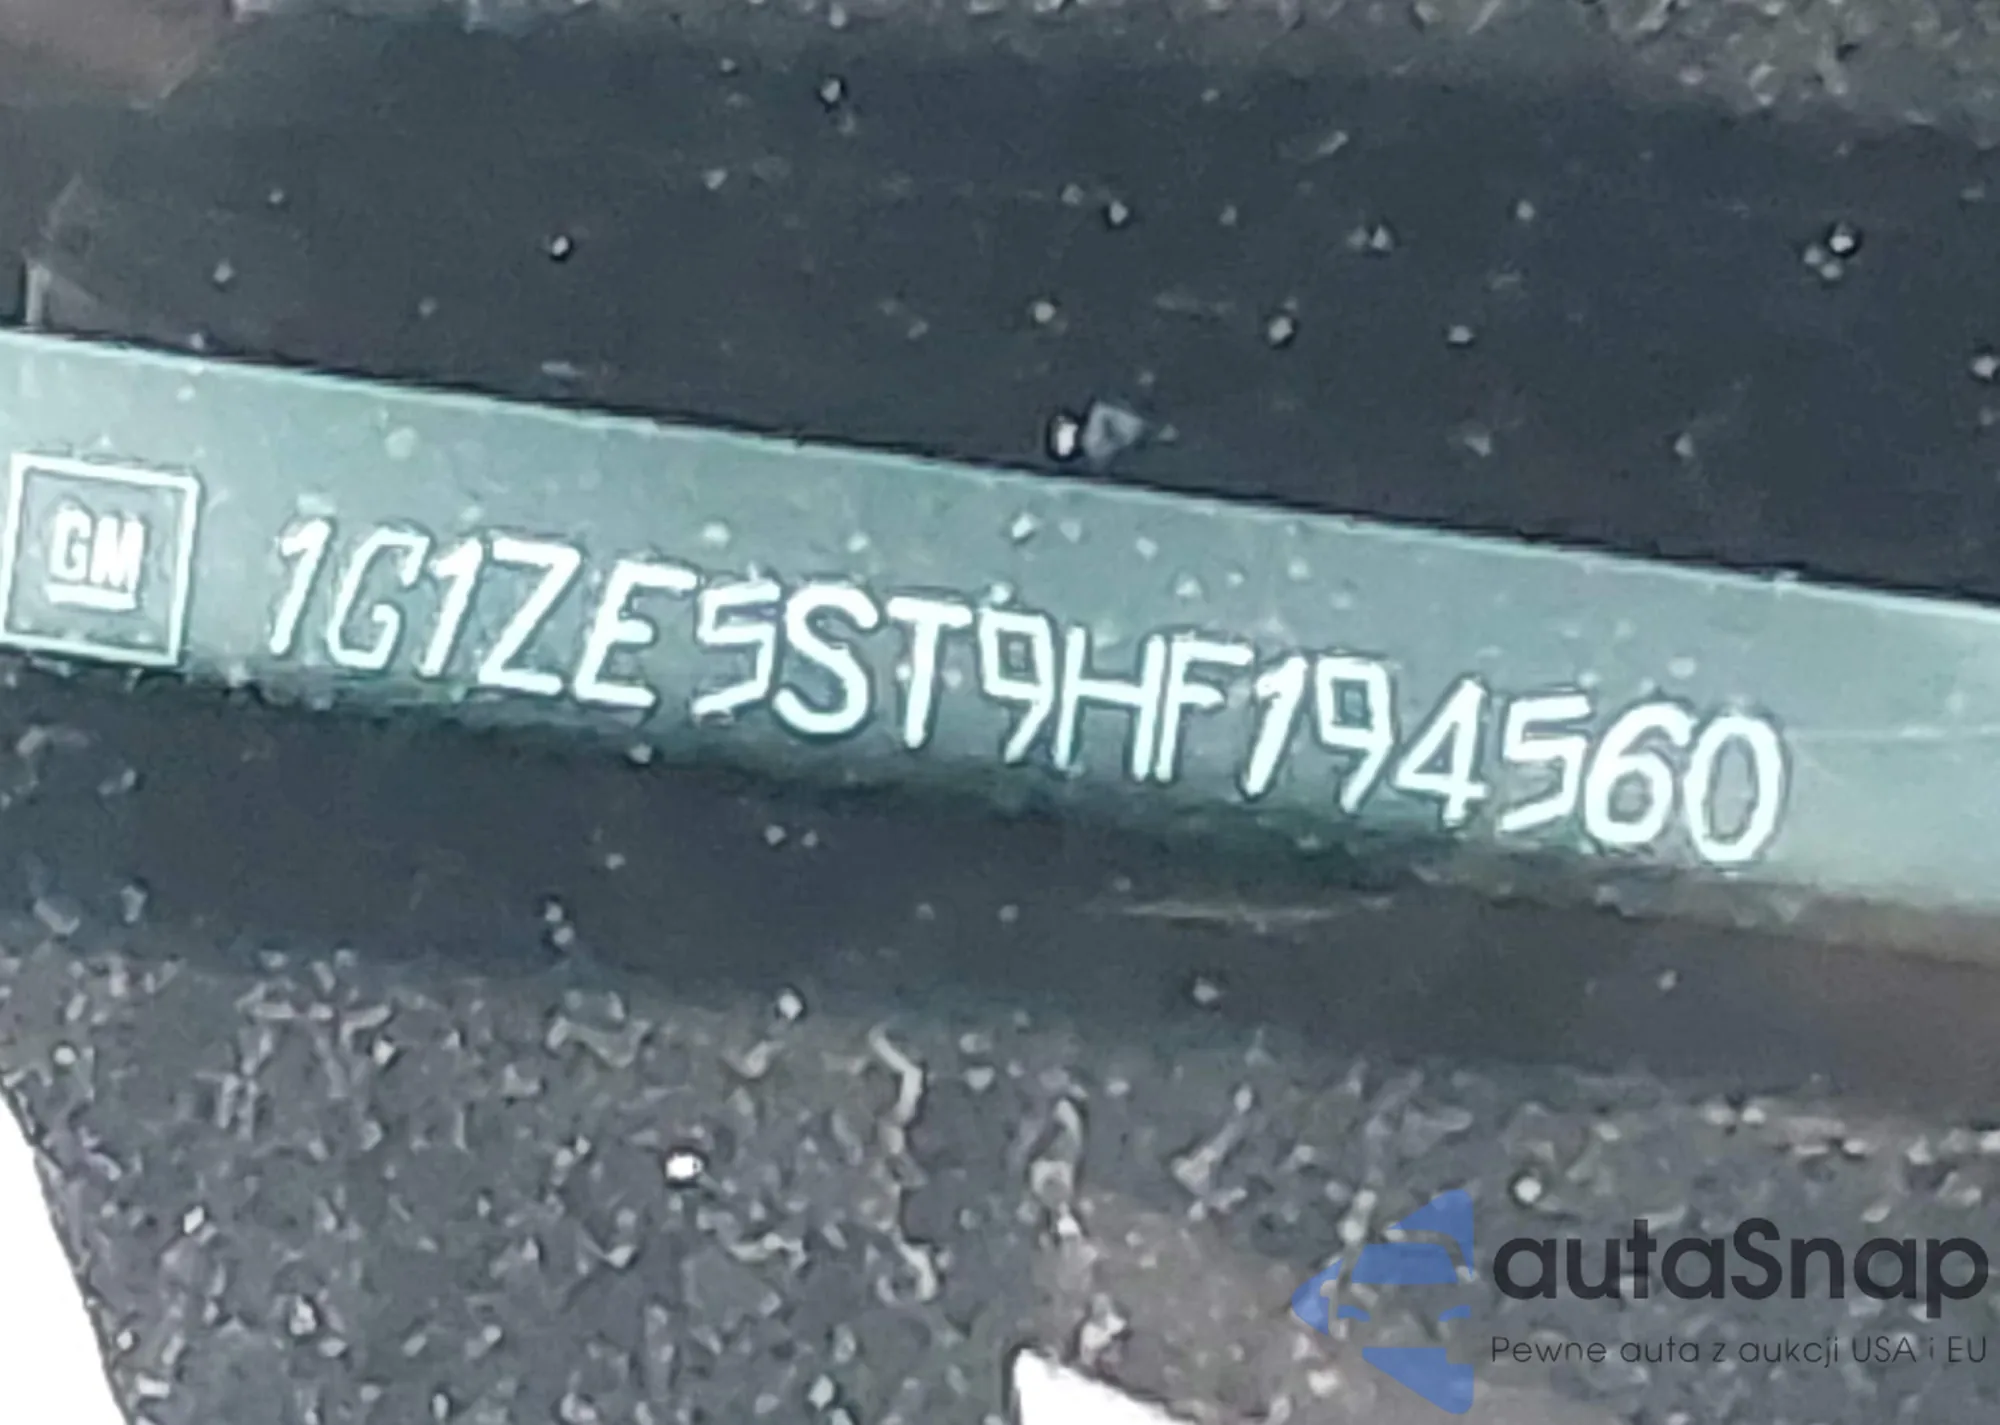 GM 1G1ZE5ST9HF194560
autaSnap
Pewne auta z aukcji USA i EU